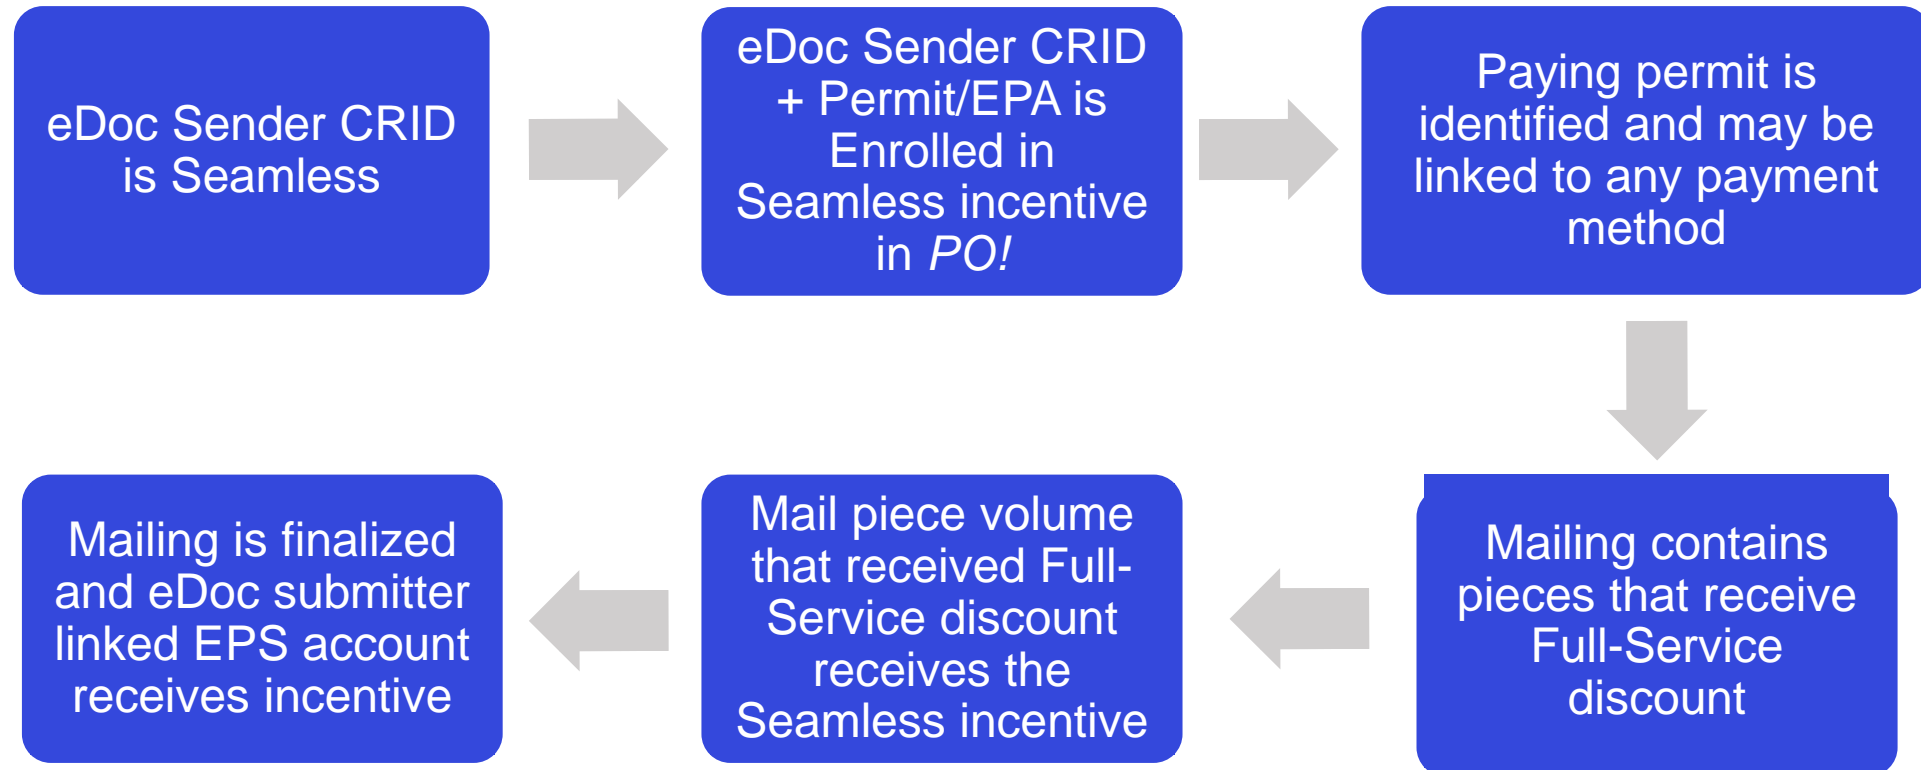 eDoc Sender CRID
is Seamless
eDoc Sender CRID
+ Permit/EPA is
Enrolled in
Seamless incentive
in PO!
Paying permit is
identified and may be
linked to any payment
method
Mailing contains
pieces that receive
Full-Service
discount
Mail piece volume
that received Full-
Service discount
receives the
Seamless incentive
Mailing is finalized
and eDoc submitter
linked EPS account
receives incentive